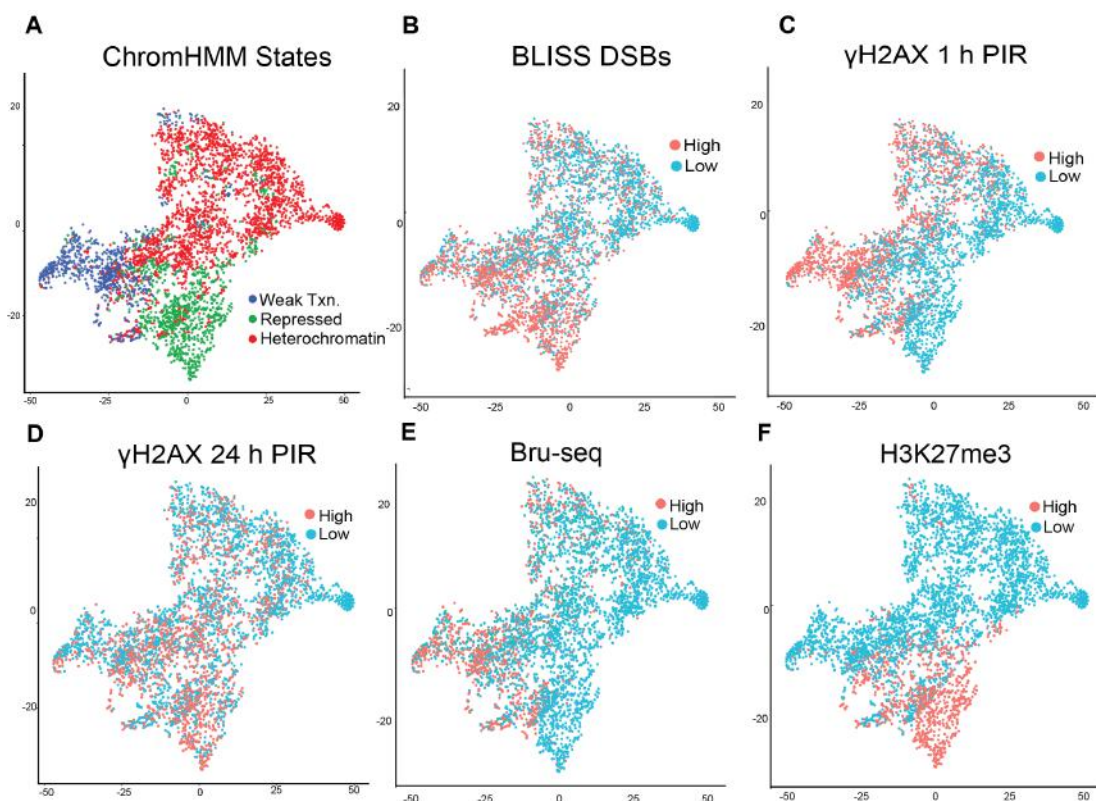 A
ChromHMM States
20
0
-20
-50
-25
0
25
50
Weak Txn.
Repressed
Heterochromatin
B
BLISS DSBs
20
0
-20
-50
-25
0
25
50
High
Low
C
γH2AX 1 h PIR
20
0
-20
-50
-25
0
25
50
High
Low
D
γH2AX 24 h PIR
20
0
-20
-50
-25
0
25
50
High
Low
E
Bru-seq
20
0
-20
-50
-25
0
25
50
High
Low
F
H3K27me3
20
0
-20
-50
-25
0
25
50
High
Low